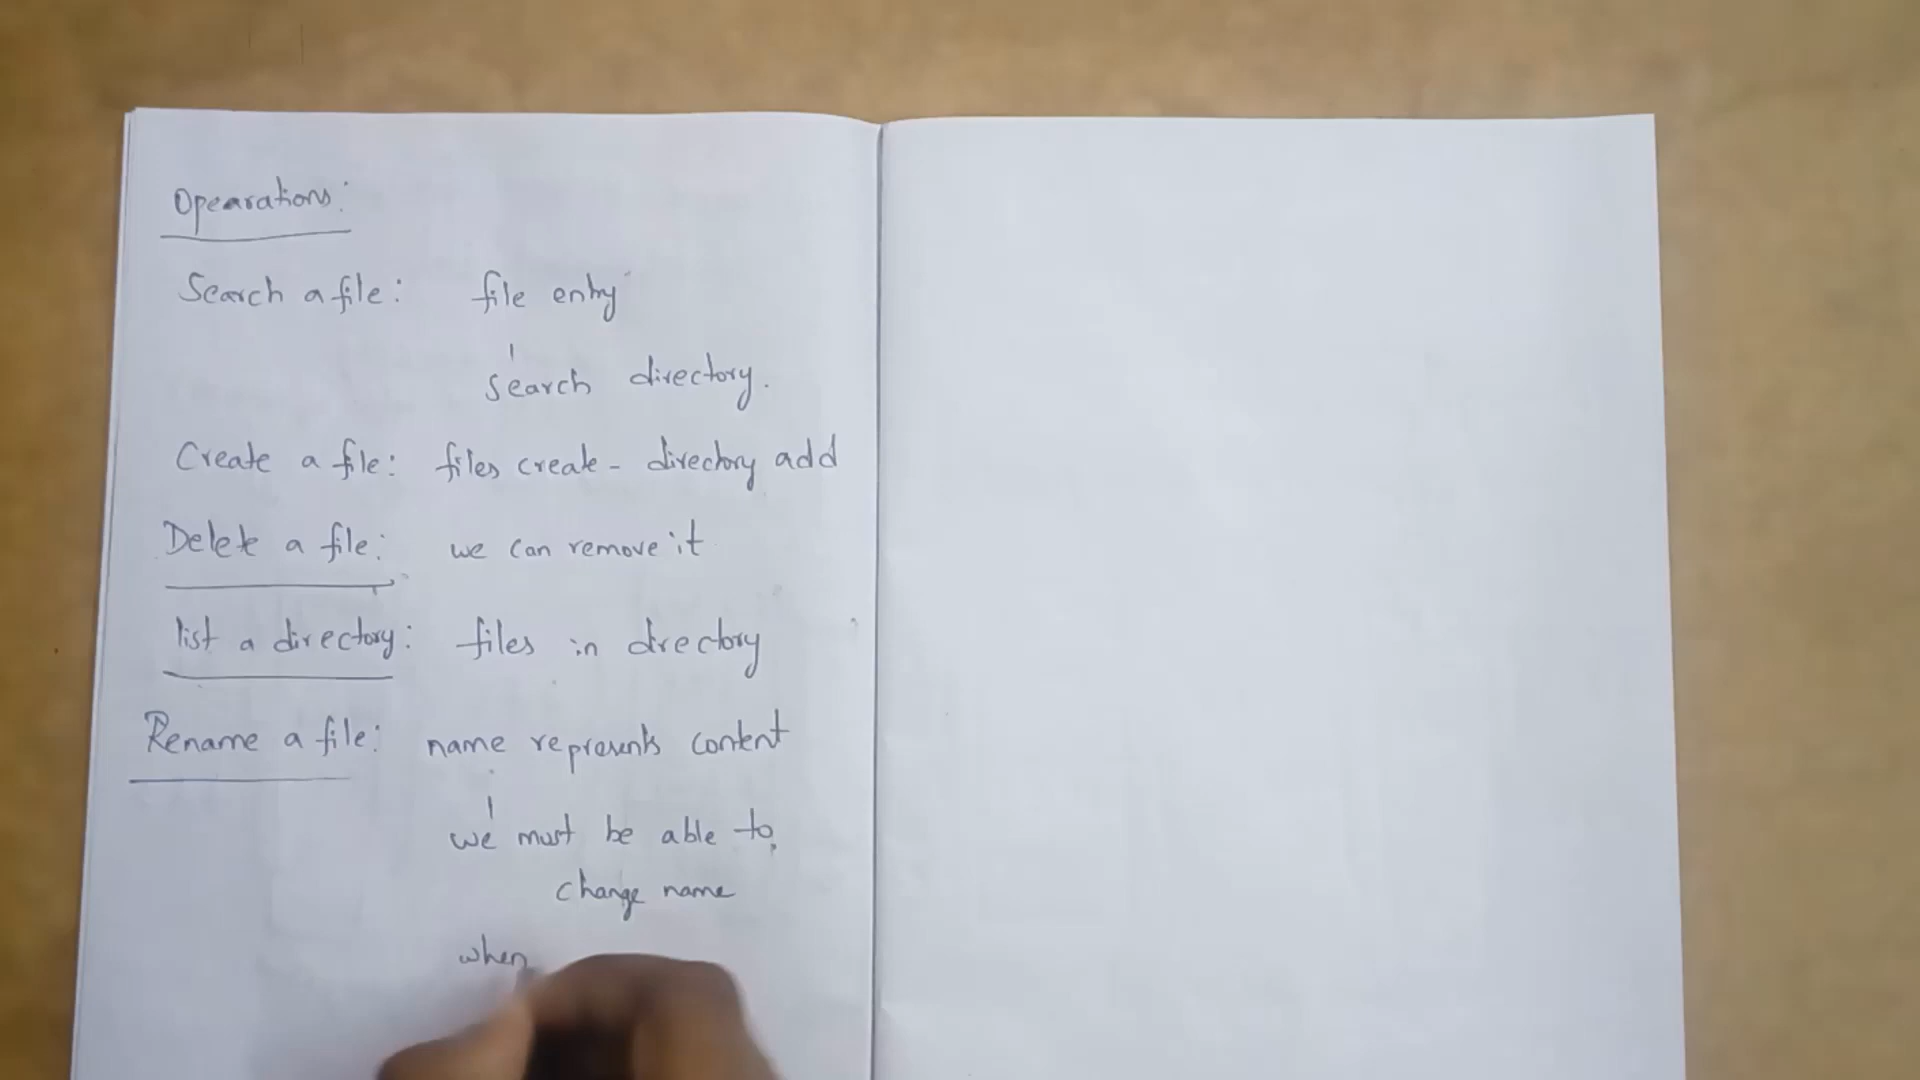 Opearations:
Search a file: file entry
search directory.
Create a file: files create - directory add
Delete a file: we can remove it
list a directory: files in drectory
Rename a file: name represents content
we must be able to
change name
when